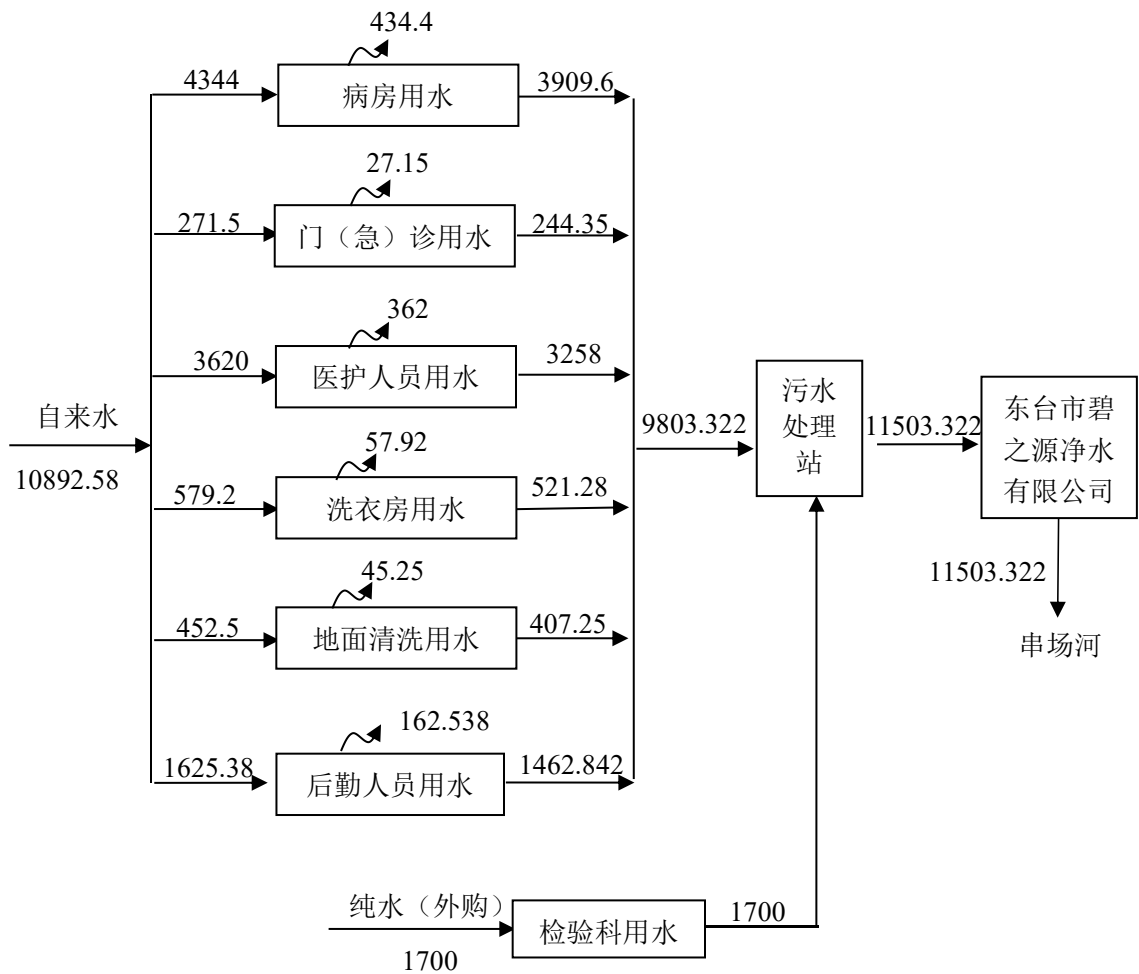 434.4
4344
病房用水
3909.6
27.15
271.5
门（急）诊用水
244.35
362
3620
医护人员用水
3258
自来水
10892.58
57.92
579.2
洗衣房用水
521.28
45.25
452.5
地面清洗用水
407.25
162.538
1625.38
后勤人员用水
1462.842
9803.322
污水
处理
站
11503.322
东台市碧
之源净水
有限公司
11503.322
串场河
纯水（外购）
1700
检验科用水
1700